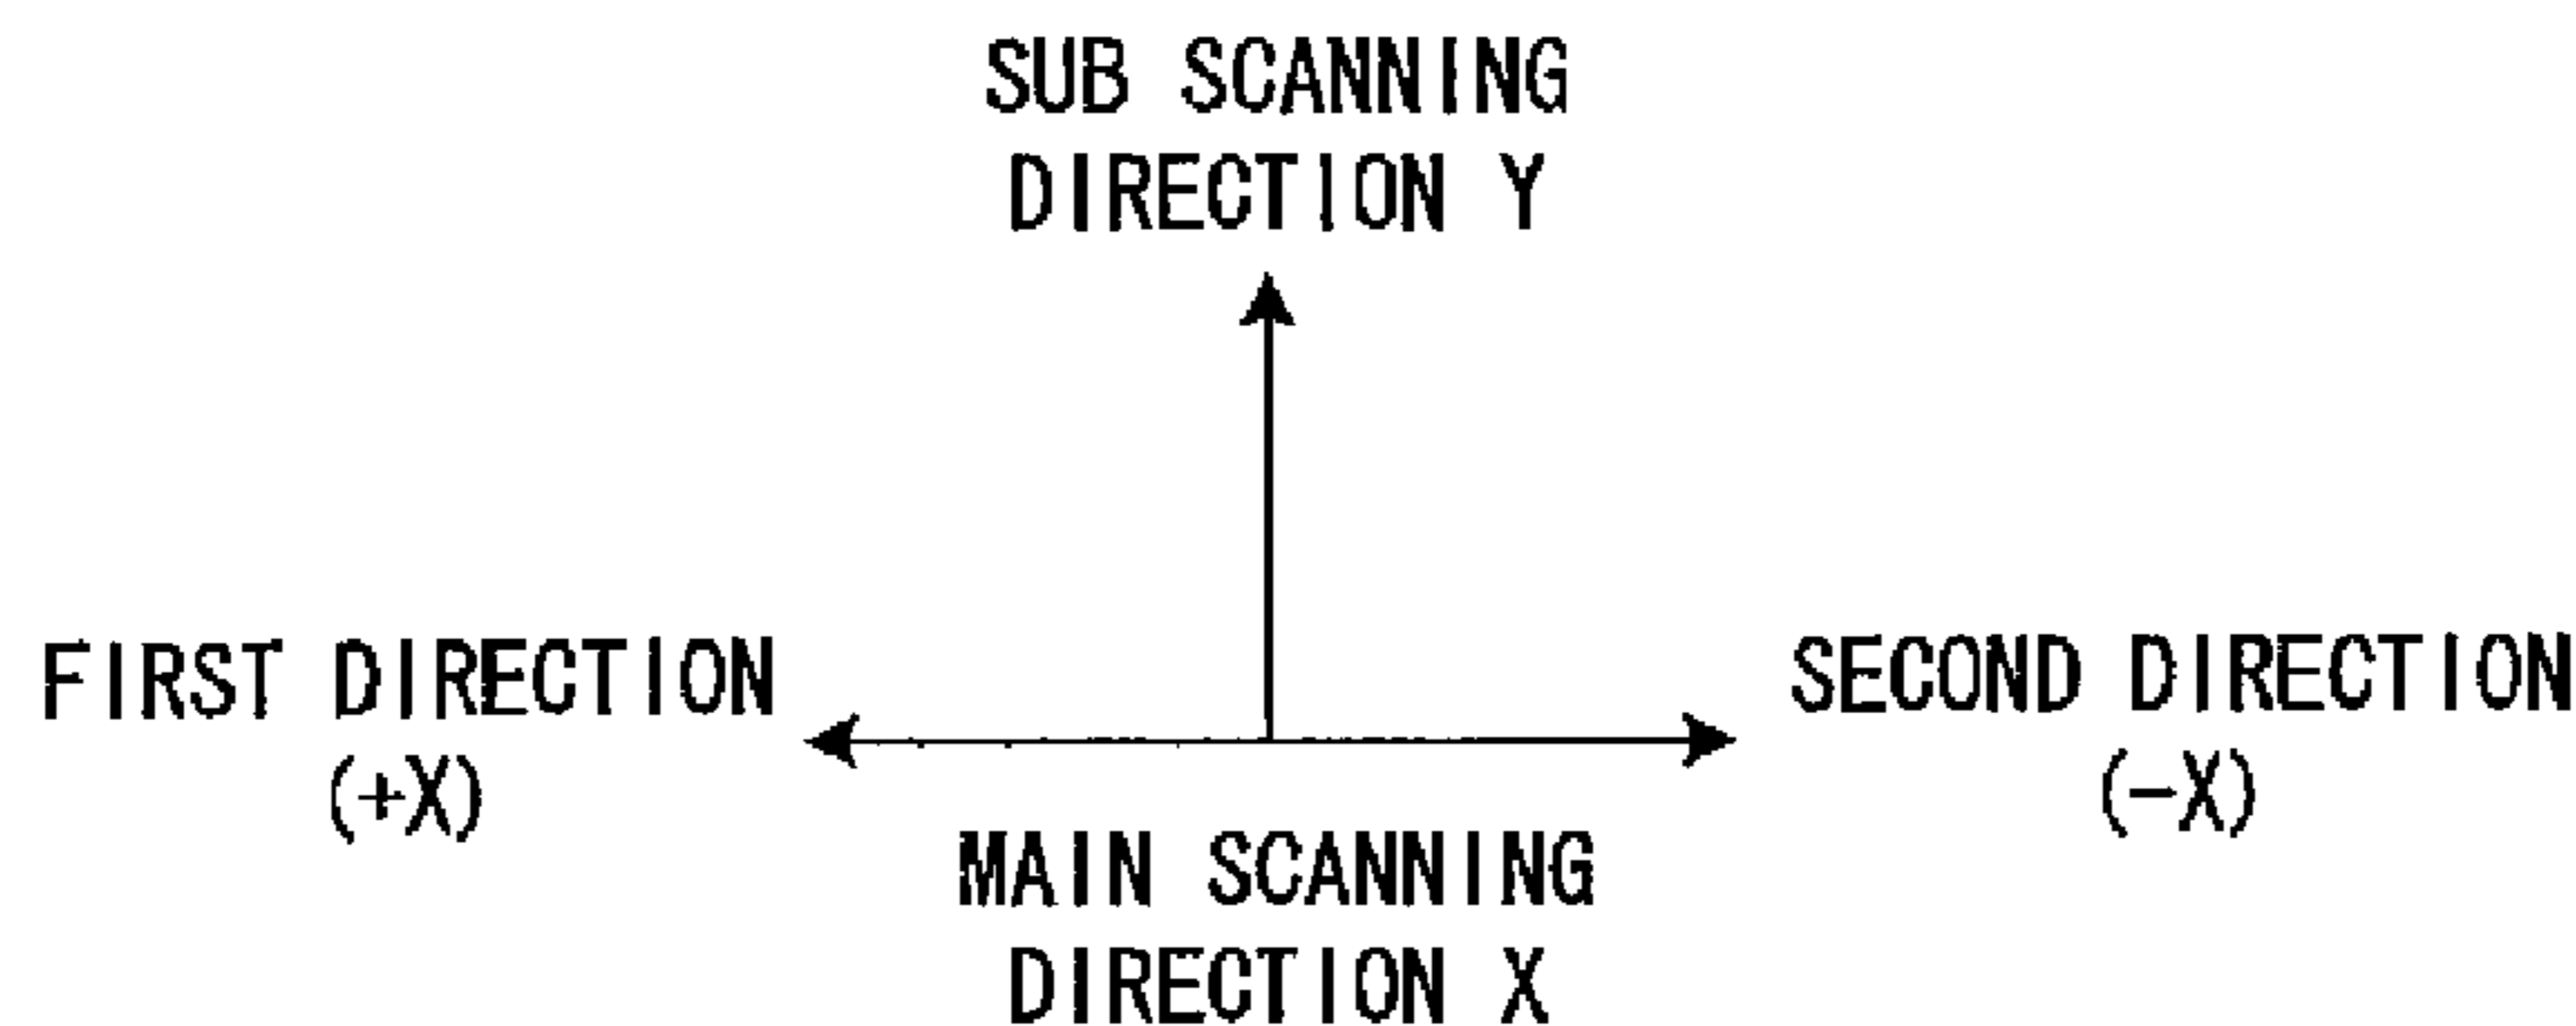 SUB SCANNING
DIRECTION Y
FIRST DIRECTION
(+X)
SECOND DIRECTION
(-X)
MAIN SCANNING
DIRECTION X